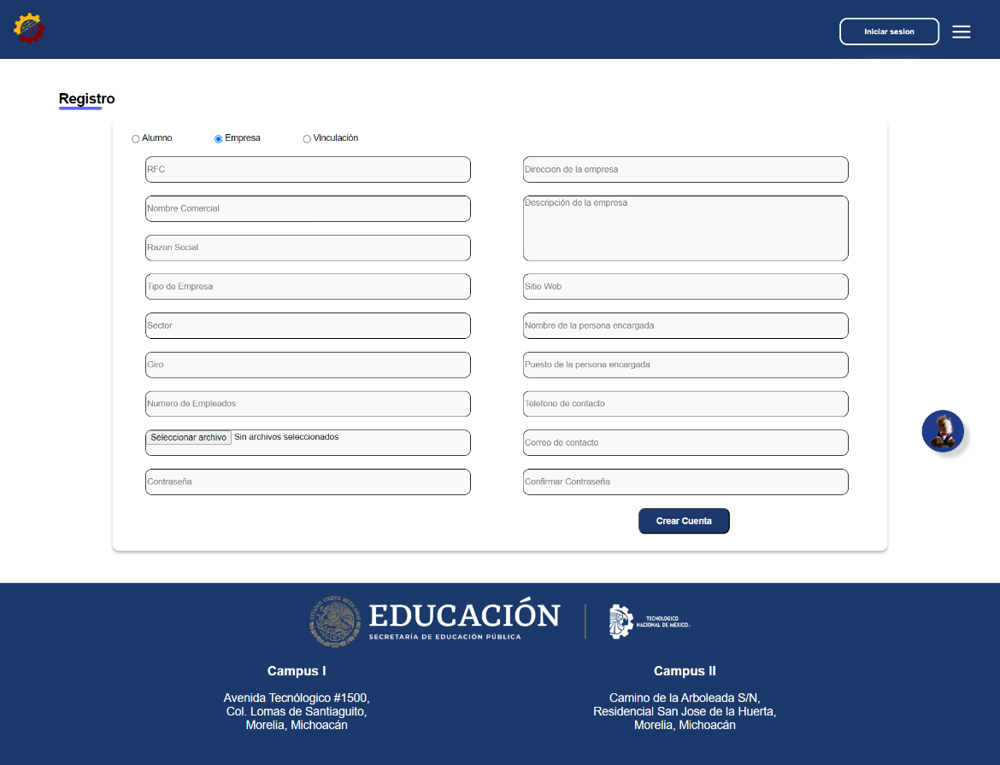 Iniciar sesion
Registro
Alumno
Empresa
Vinculación
RFC
Direccion de la empresa
Nombre Comercial
Descripción de la empresa
Razon Social
Tipo de Empresa
Sitio Web
Sector
Nombre de la persona encargada
Giro
Puesto de la persona encargada
Numero de Empleados
Telefono de contacto
Seleccionar archivo Sin archivos seleccionados
Correo de contacto
Contraseña
Confirmar Contraseña
Crear Cuenta
ESTADOS UNIDOS MEXICANOS
EDUCACIÓN
SECRETARÍA DE EDUCACIÓN PÚBLICA
TECNOLÓGICO
NACIONAL DE MÉXICO
Campus I
Avenida Tecnólogico #1500,
Col. Lomas de Santiaguito,
Morelia, Michoacán
Campus II
Camino de la Arboleada S/N,
Residencial San Jose de la Huerta,
Morelia, Michoacán